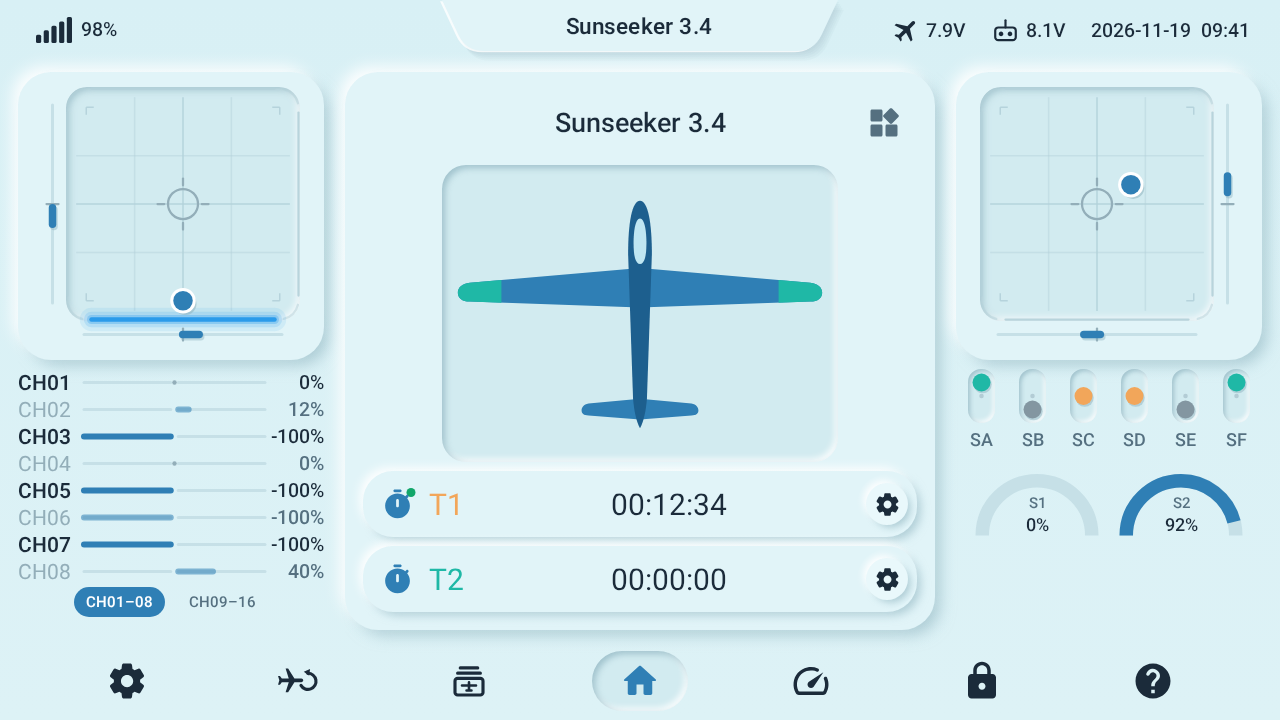 98%
Sunseeker 3.4
7.9V
8.1V
2026-11-19 09:41
Sunseeker 3.4
CH01 0%
CH02 12%
CH03 -100%
CH04 0%
CH05 -100%
CH06 -100%
CH07 -100%
CH08 40%
CH01–08 CH09–16
T1 00:12:34
T2 00:00:00
SA SB SC SD SE SF
S1 S2
0% 92%